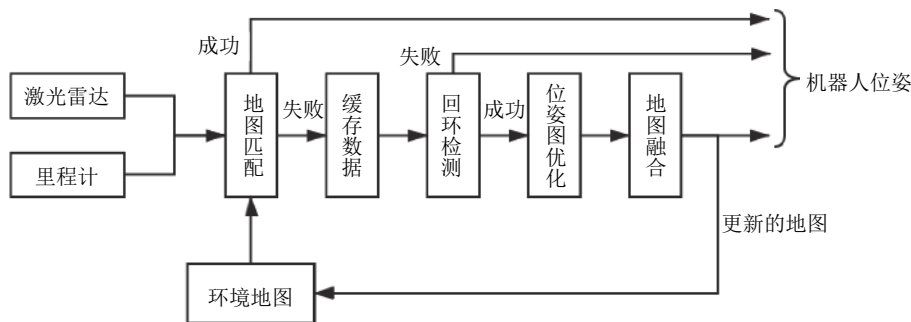 成功
失败
机器人位姿
激光雷达
里程计
地图匹配
失败
缓存数据
回环检测
成功
位姿图优化
地图融合
更新的地图
环境地图